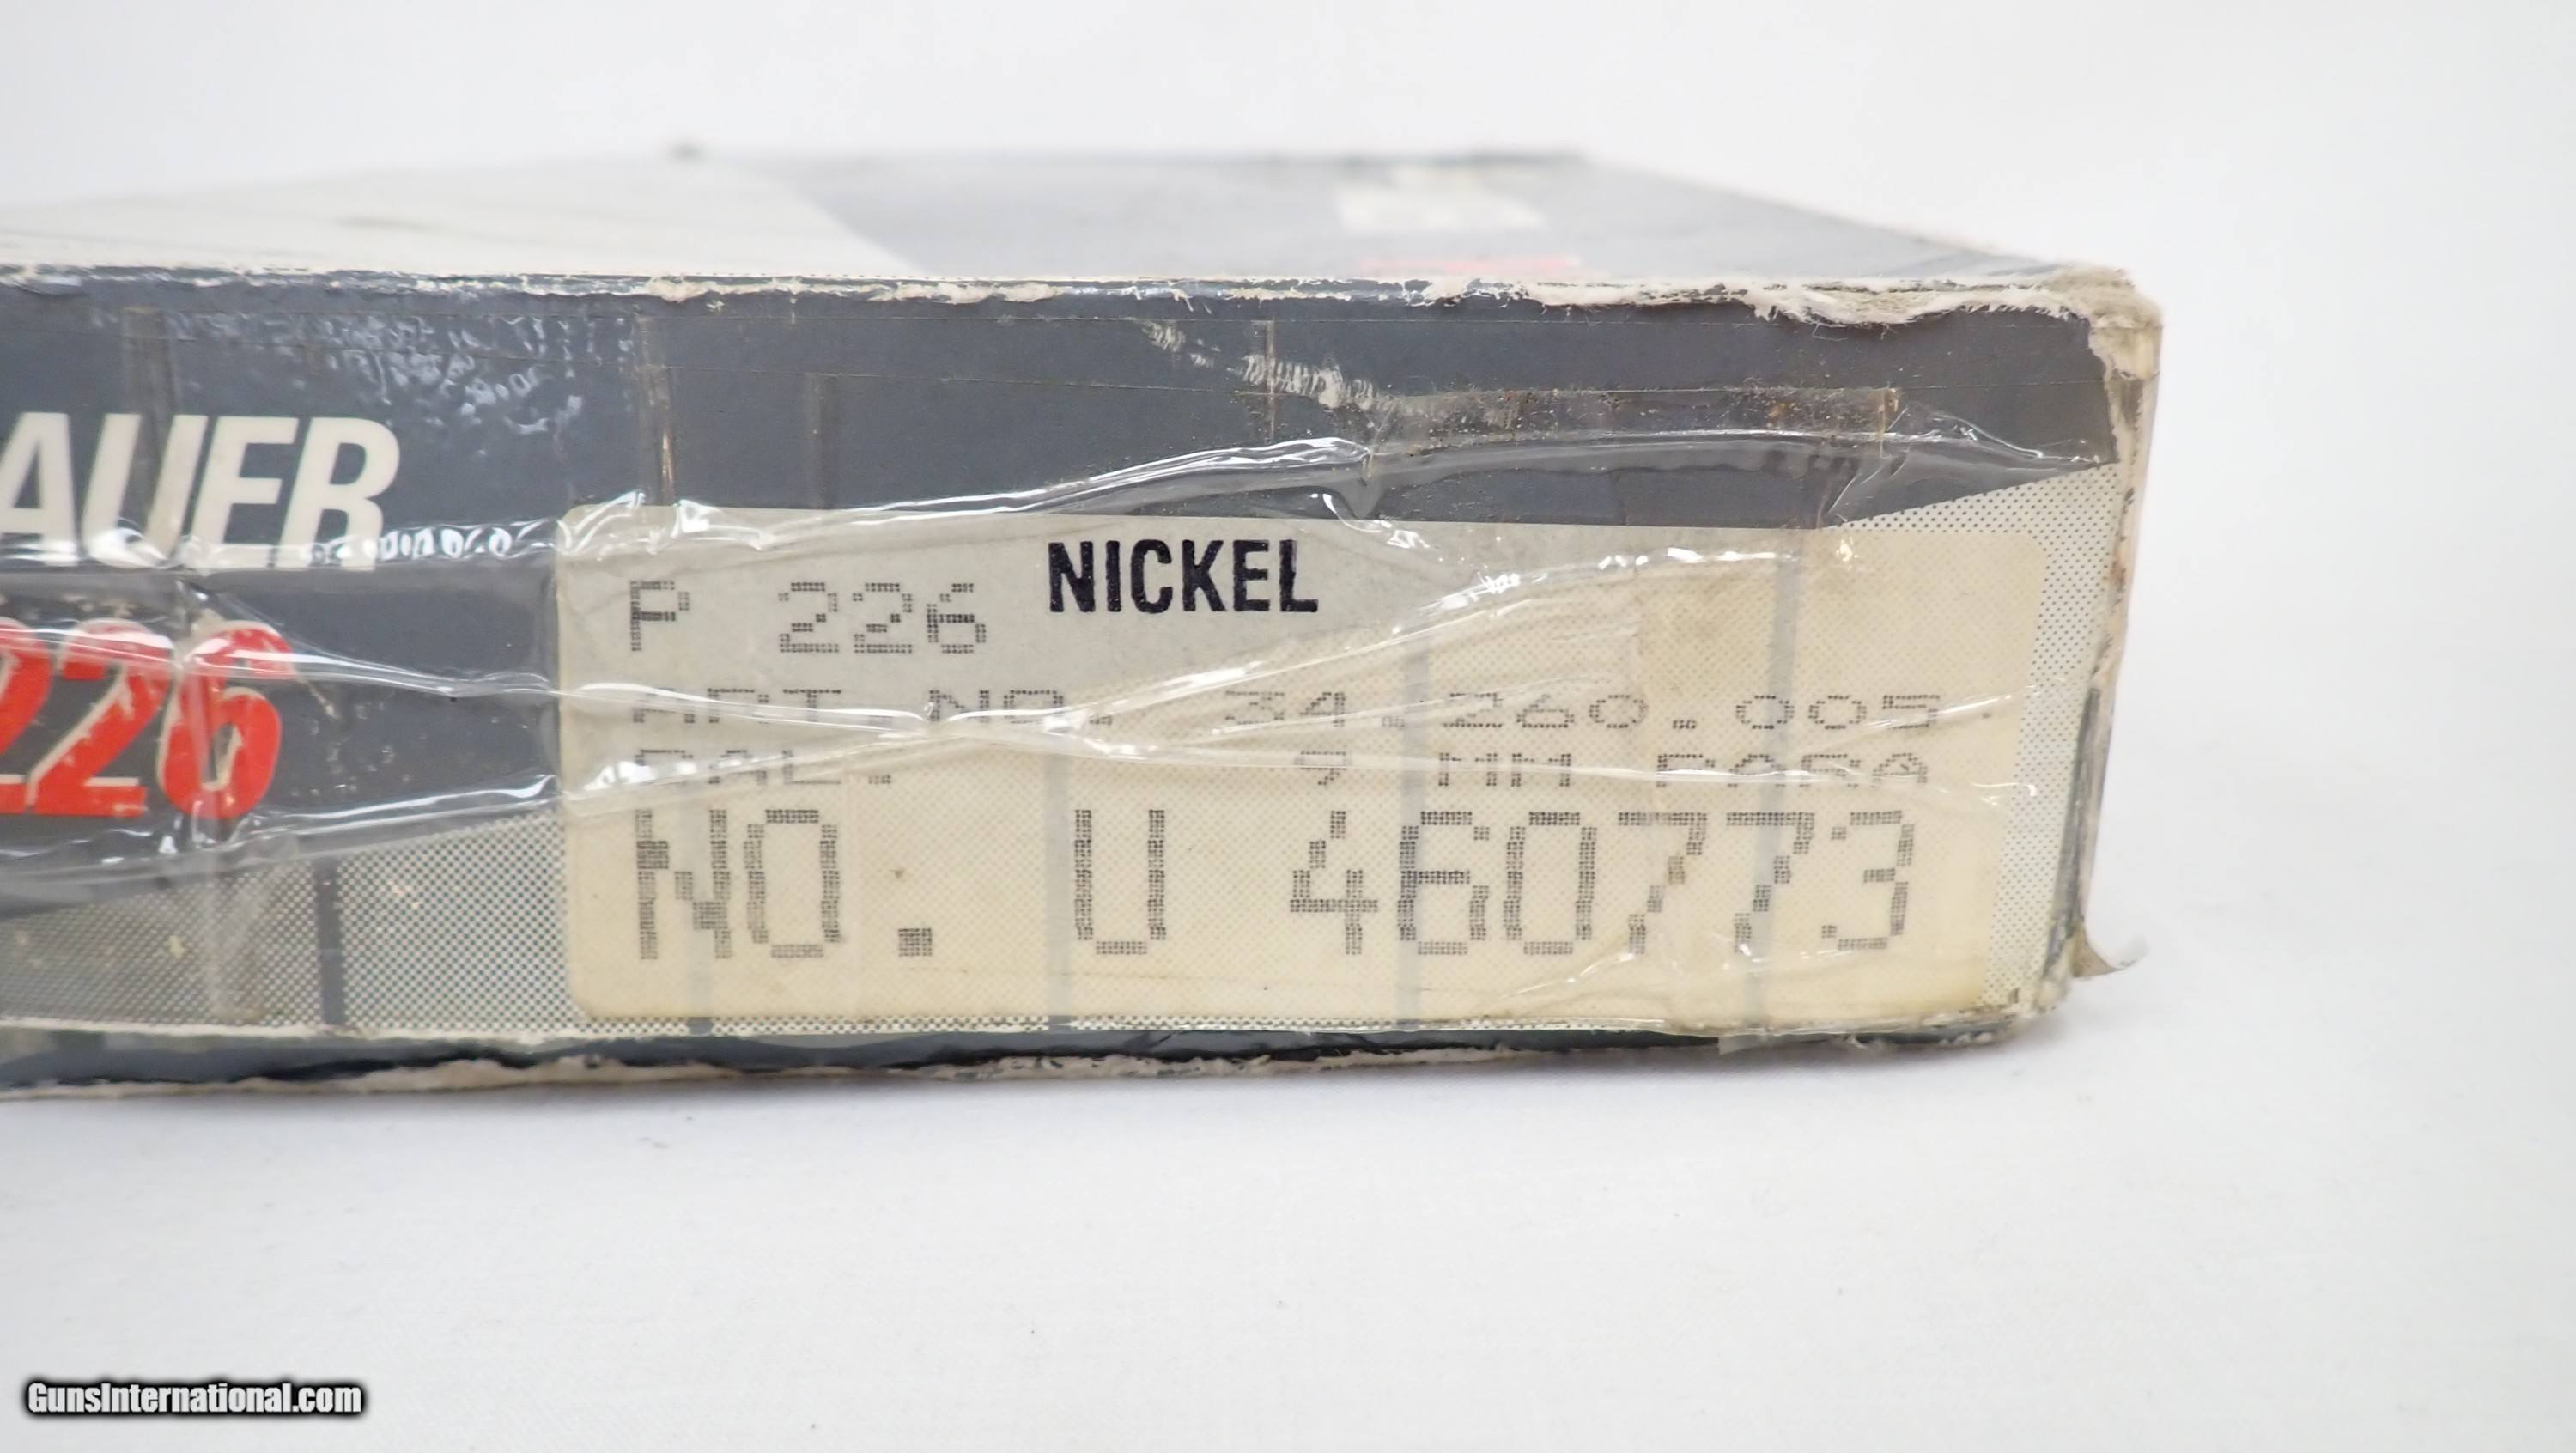 AUER
226
P 226 NICKEL
ART.NO. 34.260.005.
CAL. 9 MM PARA
NO. U 460773
GunsInternational.com